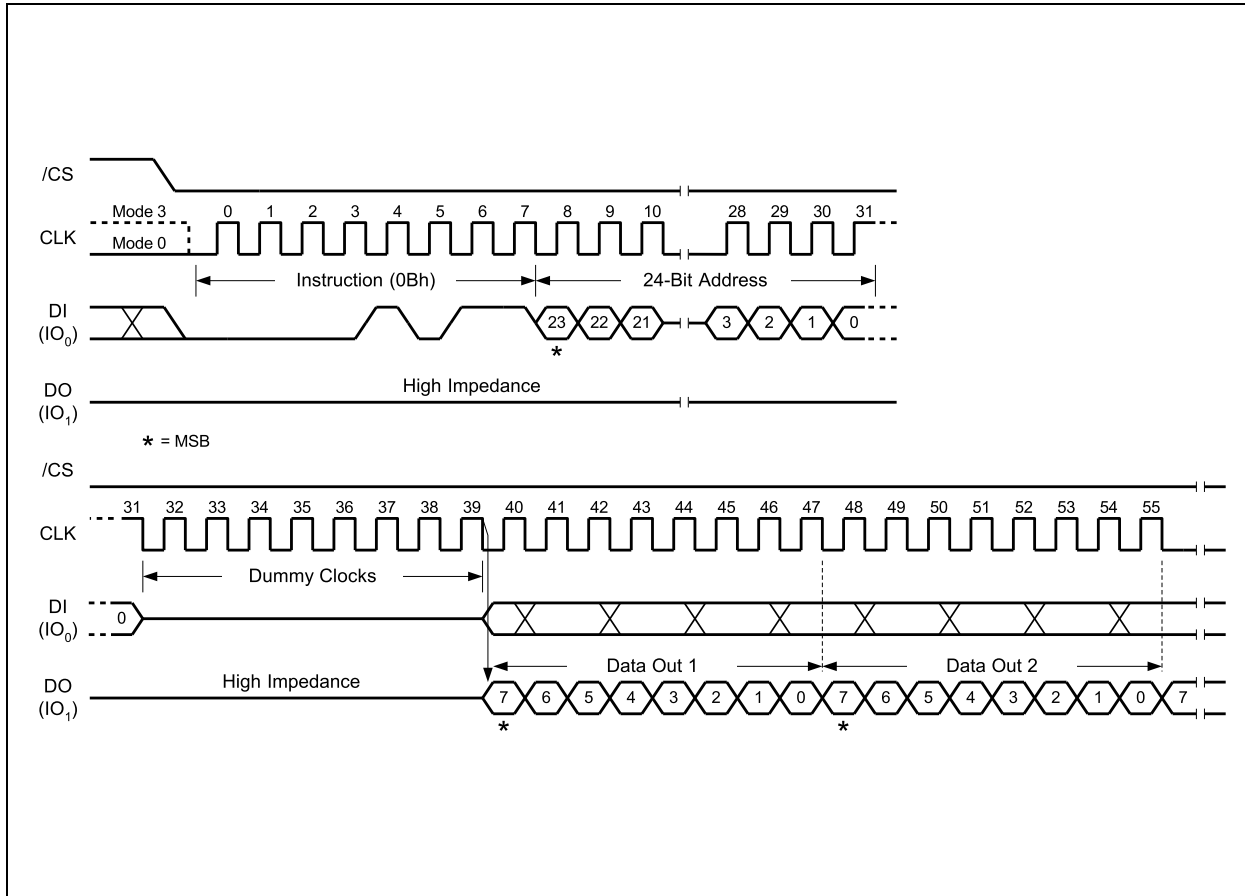 /CS
Mode 3 0 1 2 3 4 5 6 7 8 9 10 28 29 30 31
CLK
Mode 0
Instruction (0Bh) 24-Bit Address
DI
(IO0)
23 22 21 3 2 1 0
*
High Impedance
DO
(IO1)
* = MSB
/CS
31 32 33 34 35 36 37 38 39 40 41 42 43 44 45 46 47 48 49 50 51 52 53 54 55
CLK
Dummy Clocks
DI
(IO0)
0
Data Out 1 Data Out 2
High Impedance
DO
(IO1)
7 6 5 4 3 2 1 0 7 6 5 4 3 2 1 0 7
* *